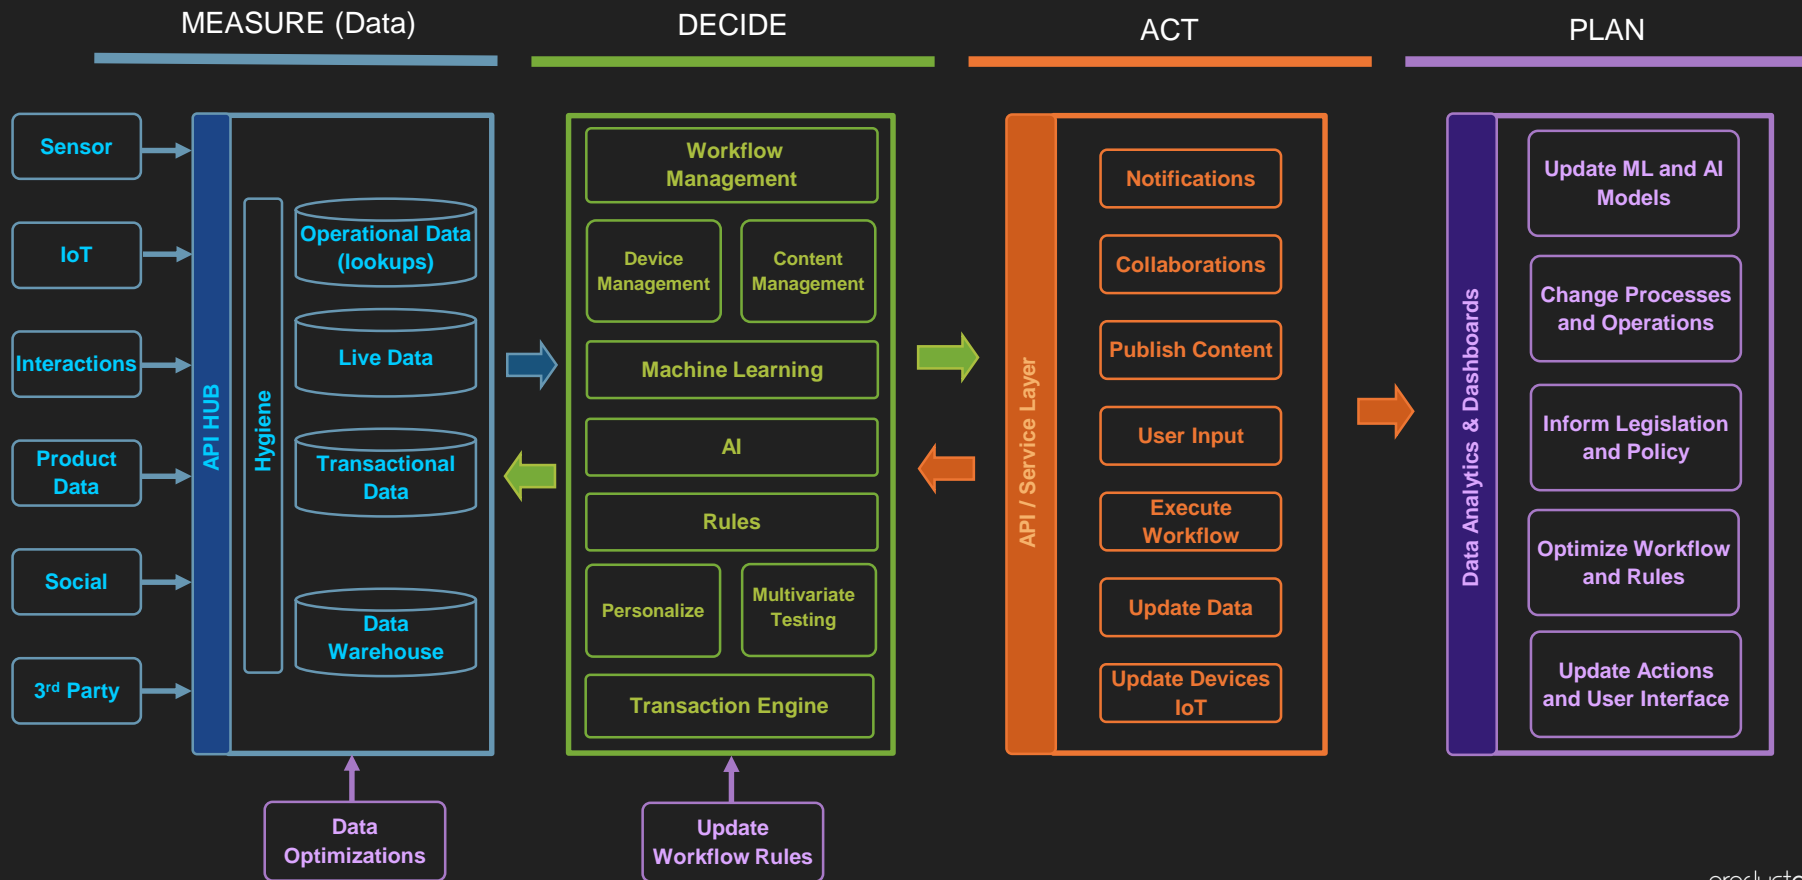 MEASURE (Data)
DECIDE
ACT
PLAN
Sensor
IoT
Interactions
Product
Data
Social
3rd Party
API HUB
Hygiene
Operational Data
(lookups)
Live Data
Transactional
Data
Data
Warehouse
Workflow
Management
Device
Management
Content
Management
Machine Learning
AI
Rules
Personalize
Multivariate
Testing
Transaction Engine
API / Service Layer
Notifications
Collaborations
Publish Content
User Input
Execute
Workflow
Update Data
Update Devices
IoT
Data Analytics & Dashboards
Update ML and AI
Models
Change Processes
and Operations
Inform Legislation
and Policy
Optimize Workflow
and Rules
Update Actions
and User Interface
Data
Optimizations
Update
Workflow Rules